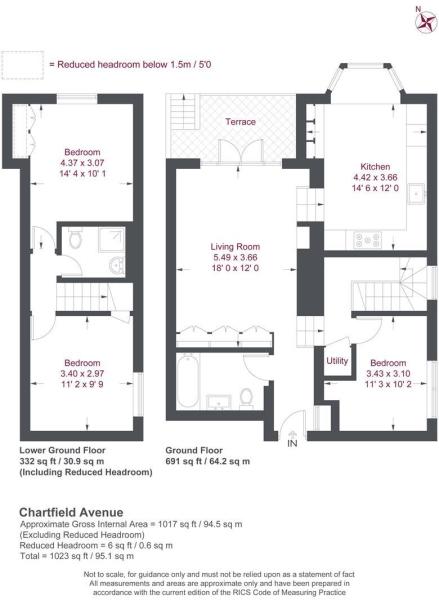 N
= Reduced headroom below 1.5m / 5'0
Terrace
Bedroom
4.37 x 3.07
14' 4 x 10' 1
Kitchen
4.42 x 3.66
14' 6 x 12' 0
Living Room
5.49 x 3.66
18' 0 x 12' 0
Bedroom
3.40 x 2.97
11' 2 x 9' 9
Utility
Bedroom
3.43 x 3.10
11' 3 x 10' 2
IN
Lower Ground Floor
332 sq ft / 30.9 sq m
(Including Reduced Headroom)
Ground Floor
691 sq ft / 64.2 sq m
Chartfield Avenue
Approximate Gross Internal Area = 1017 sq ft / 94.5 sq m
(Excluding Reduced Headroom)
Reduced Headroom = 6 sq ft / 0.6 sq m
Total = 1023 sq ft / 95.1 sq m
Not to scale, for guidance only and must not be relied upon as a statement of fact
All measurements and areas are approximate only and have been prepared in
accordance with the current edition of the RICS Code of Measuring Practice